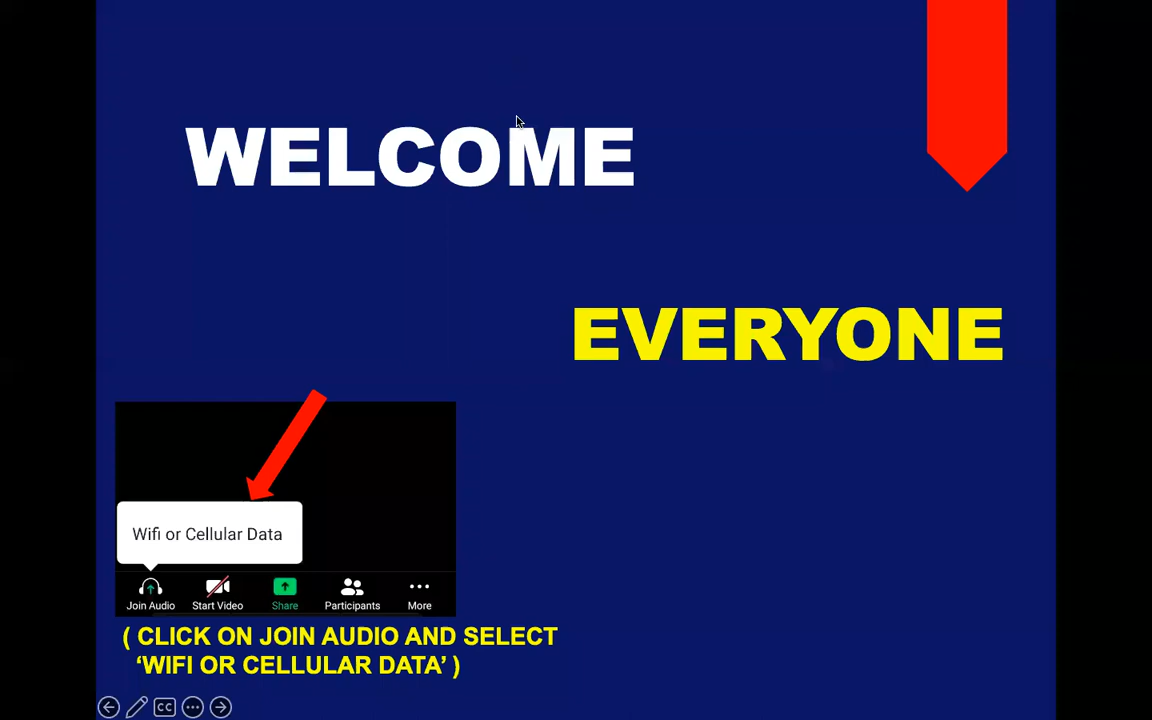 WELCOME
EVERYONE
Wifi or Cellular Data
Join Audio
Start Video
Share
Participants
More
( CLICK ON JOIN AUDIO AND SELECT
‘WIFI OR CELLULAR DATA’ )
CC